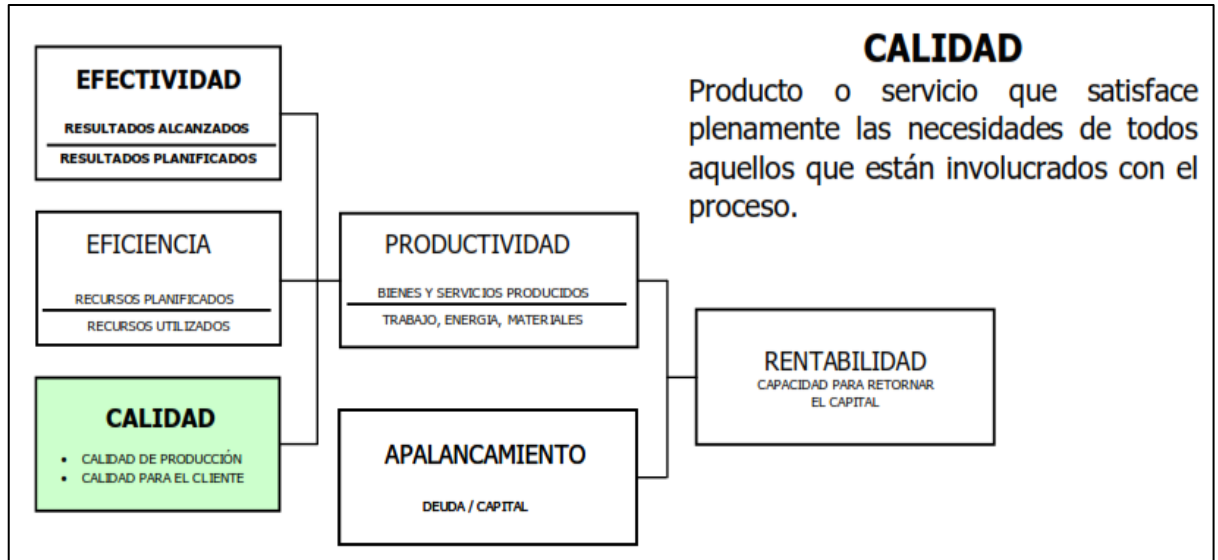 CALIDAD
Producto o servicio que satisface
plenamente las necesidades de todos
aquellos que están involucrados con el
proceso.
EFECTIVIDAD
RESULTADOS ALCANZADOS
RESULTADOS PLANIFICADOS
EFICIENCIA
RECURSOS PLANIFICADOS
RECURSOS UTILIZADOS
CALIDAD
• CALIDAD DE PRODUCCIÓN
• CALIDAD PARA EL CLIENTE
PRODUCTIVIDAD
BIENES Y SERVICIOS PRODUCIDOS
TRABAJO, ENERGIA, MATERIALES
APALANCAMIENTO
DEUDA / CAPITAL
RENTABILIDAD
CAPACIDAD PARA RETORNAR
EL CAPITAL